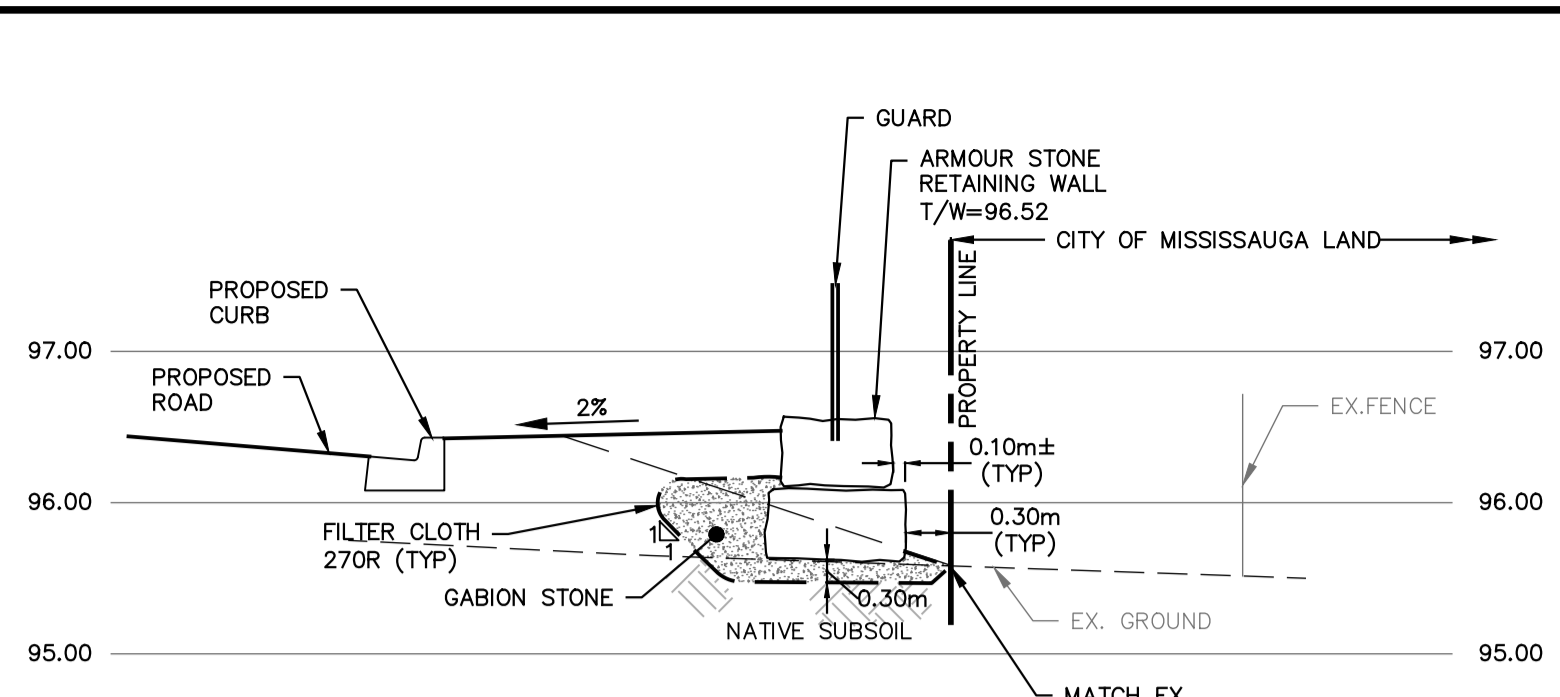 GUARD
ARMOUR STONE
RETAINING WALL
T/W=96.52
CITY OF MISSISSAUGA LAND
PROPERTY LINE
PROPOSED
CURB
97.00
97.00
PROPOSED
ROAD
2%
EX.FENCE
0.10m±
(TYP)
96.00
96.00
FILTER CLOTH
270R (TYP)
1
1
0.30m
(TYP)
GABION STONE
0.30m
EX. GROUND
NATIVE SUBSOIL
95.00
95.00
MATCH EX